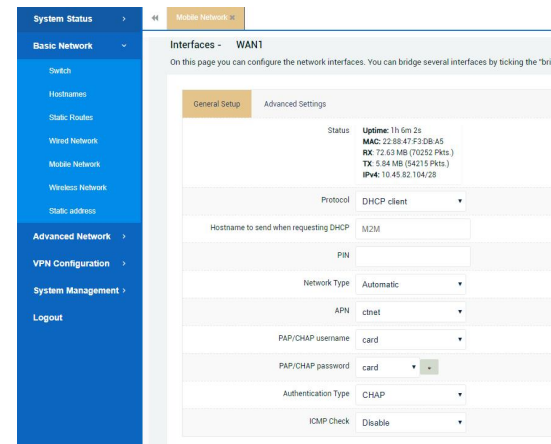 System Status
Mobile Network
Basic Network
Interfaces - WAN1
On this page you can configure the network interfaces. You can bridge several interfaces by ticking the "bri
Switch
Hostnames
Static Routes
Wired Network
Mobile Network
Wireless Network
Static address
Advanced Network
VPN Configuration
System Management
Logout
General Setup Advanced Settings
Status
Uptime: 1h 6m 2s
MAC: 22:88:47:F3:DB:A5
RX: 72.63 MB (70252 Pkts.)
TX: 5.84 MB (54215 Pkts.)
IPv4: 10.45.82.104/28
Protocol DHCP client
Hostname to send when requesting DHCP M2M
PIN
Network Type Automatic
APN ctnet
PAP/CHAP username card
PAP/CHAP password card
Authentication Type CHAP
ICMP Check Disable